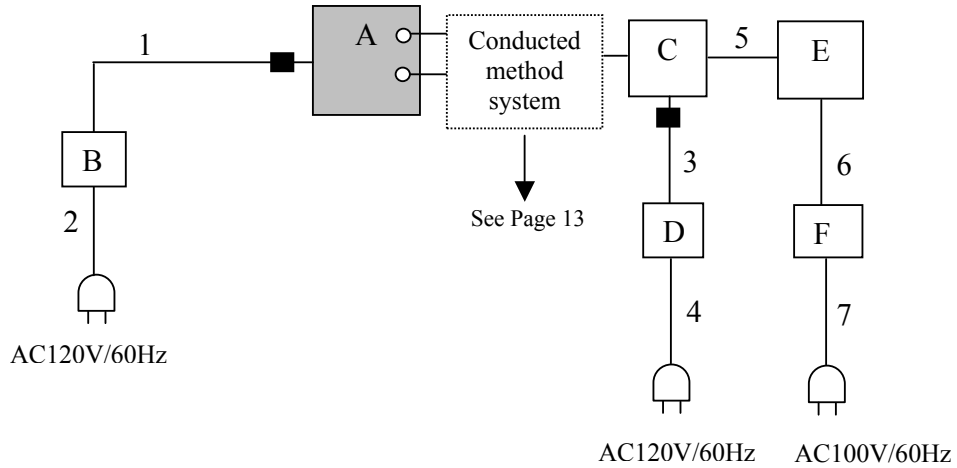 1
A
Conducted
method
system
C
5
E
B
2
3
6
See Page 13
D
F
4
7
AC120V/60Hz
AC120V/60Hz
AC100V/60Hz